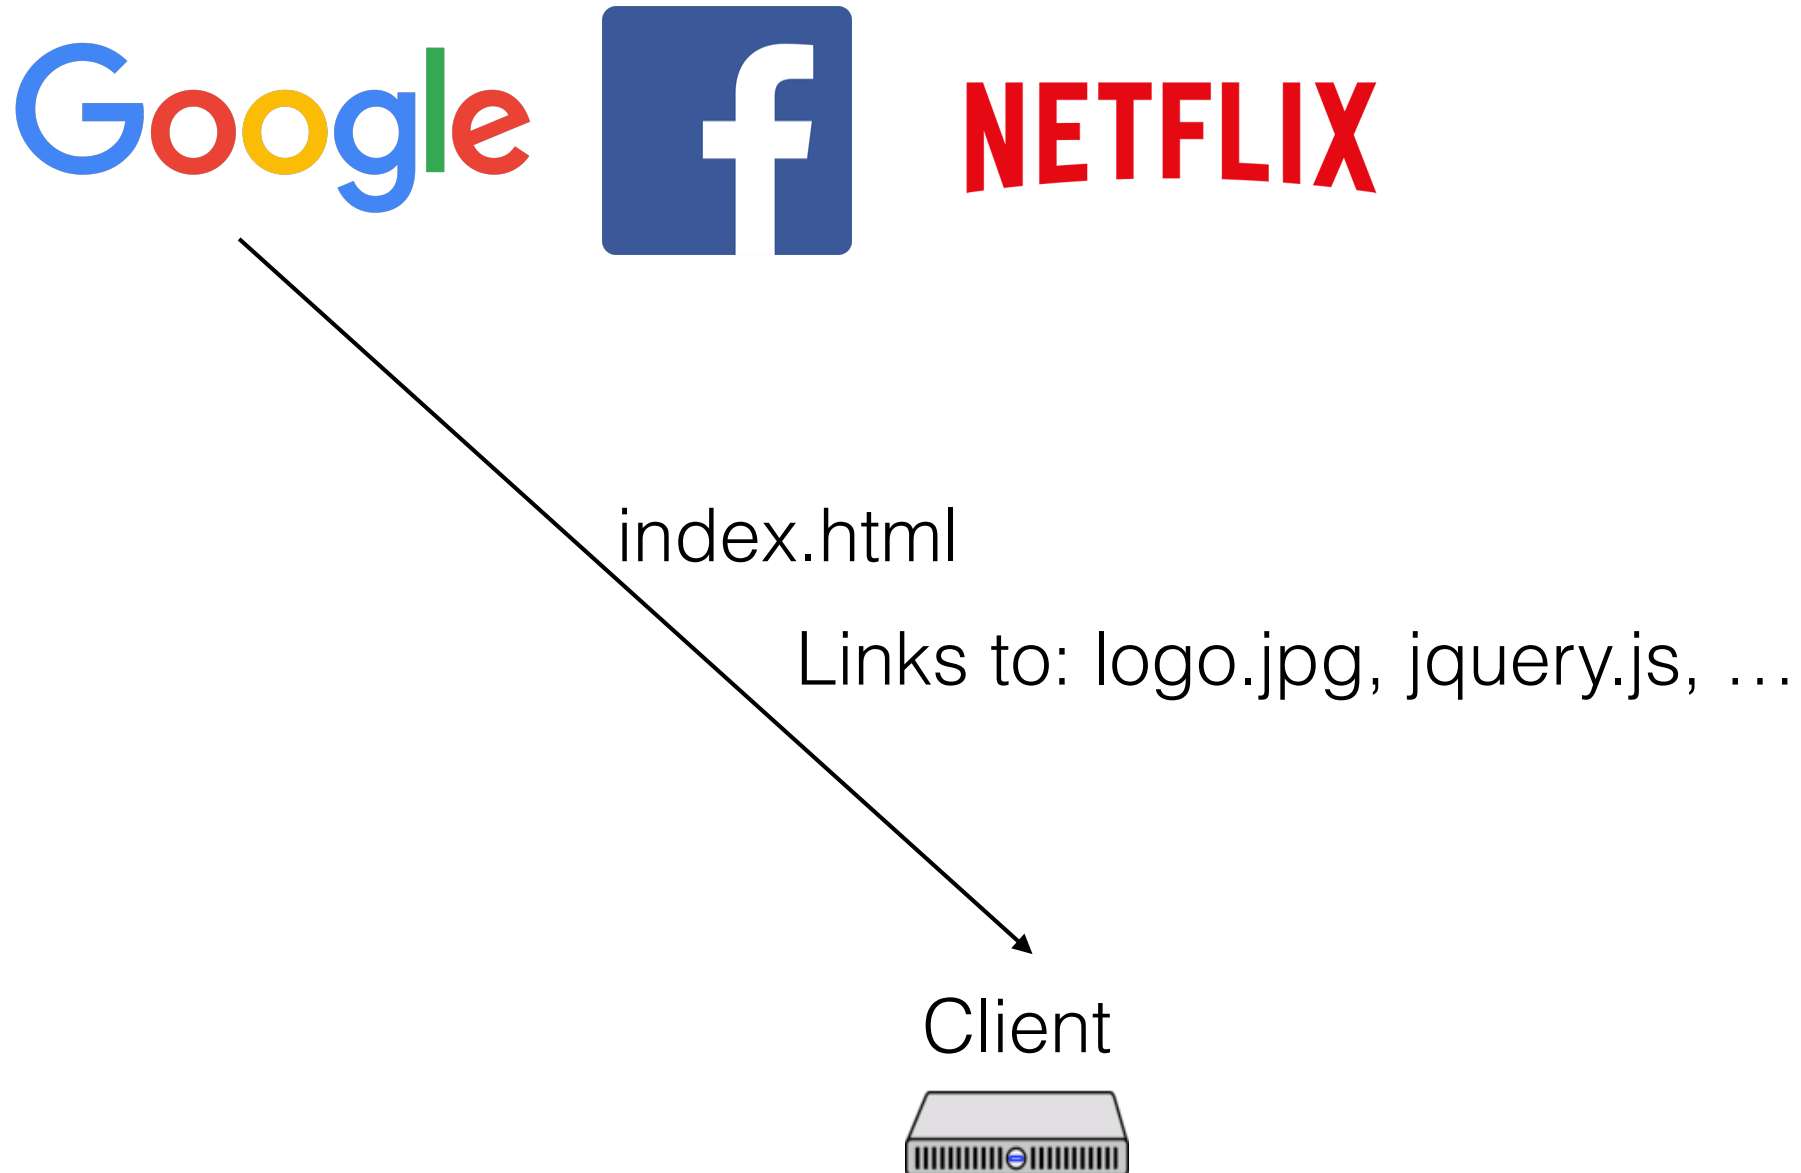 Google
f
NETFLIX
index.html
Links to: logo.jpg, jquery.js, …
Client